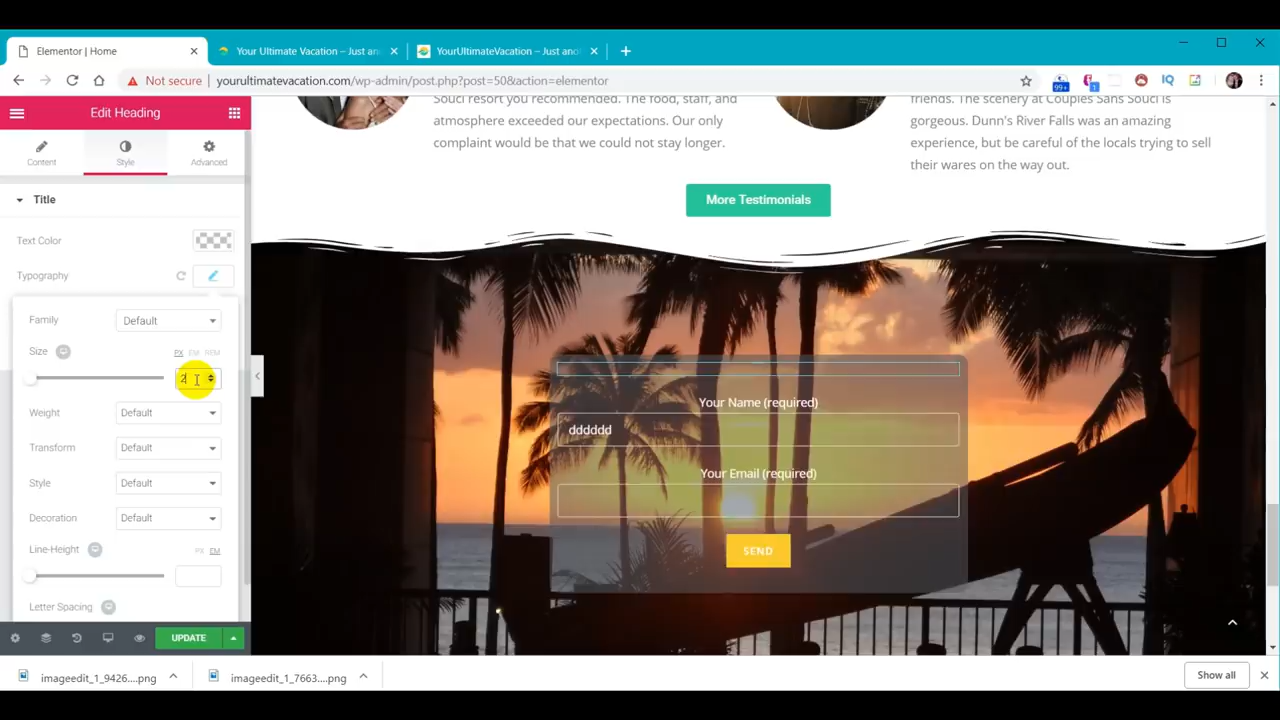 Elementor | Home
Your Ultimate Vacation – Just an
YourUltimateVacation – Just ano
Not secure
yourultimatevacation.com/wp-admin/post.php?post=50&action=elementor
99+
1
IQ
Edit Heading
Content
Style
Advanced
Title
Text Color
Typography
Family
Default
Size
PX EM REM
2
Weight
Default
Transform
Default
Style
Default
Decoration
Default
Line-Height
PX EM
Letter Spacing
UPDATE
Souci resort you recommended. The food, staff, and
atmosphere exceeded our expectations. Our only
complaint would be that we could not stay longer.
friends. The scenery at Couples Sans Souci is
gorgeous. Dunn's River Falls was an amazing
experience, but be careful of the locals trying to sell
their wares on the way out.
More Testimonials
Your Name (required)
dddddd
Your Email (required)
SEND
imageedit_1_9426....png
imageedit_1_7663....png
Show all